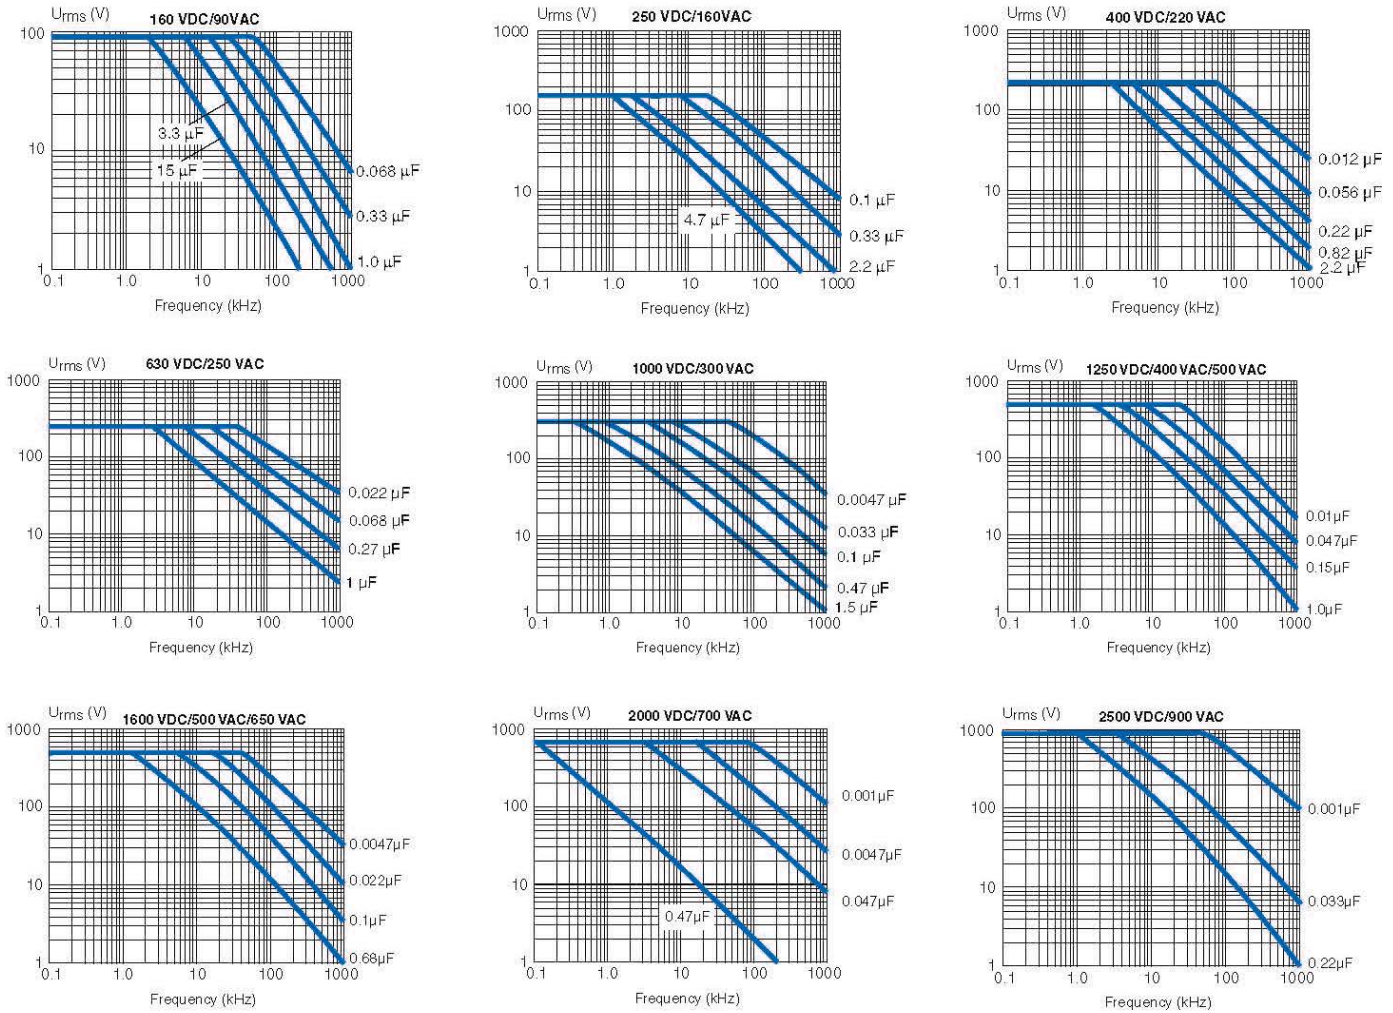 Urms (V) 160 VDC/90VAC
100
10
1
3.3 µF
15 µF
0.068 µF
0.33 µF
1.0 µF
0.1 1.0 10 100 1000
Frequency (kHz)
Urms (V) 250 VDC/160VAC
1000
100
10
1
4.7 µF
0.1 µF
0.33 µF
2.2 µF
0.1 1.0 10 100 1000
Frequency (kHz)
Urms (V) 400 VDC/220 VAC
1000
100
10
1
0.012 µF
0.056 µF
0.22 µF
0.82 µF
2.2 µF
0.1 1.0 10 100 1000
Frequency (kHz)
Urms (V) 630 VDC/250 VAC
1000
100
10
1
0.022 µF
0.068 µF
0.27 µF
1 µF
0.1 1.0 10 100 1000
Frequency (kHz)
Urms (V) 1000 VDC/300 VAC
1000
100
10
1
0.0047 µF
0.033 µF
0.1 µF
0.47 µF
1.5 µF
0.1 1.0 10 100 1000
Frequency (kHz)
Urms (V) 1250 VDC/400 VAC/500 VAC
1000
100
10
1
0.01µF
0.047µF
0.15µF
1.0µF
0.1 1.0 10 100 1000
Frequency (kHz)
Urms (V) 1600 VDC/500 VAC/650 VAC
1000
100
10
1
0.0047µF
0.022µF
0.1µF
0.68µF
0.1 1.0 10 100 1000
Frequency (kHz)
Urms (V) 2000 VDC/700 VAC
1000
100
10
1
0.47µF
0.001µF
0.0047µF
0.047µF
0.1 1.0 10 100 1000
Frequency (kHz)
Urms (V) 2500 VDC/900 VAC
1000
100
10
1
0.001µF
0.033µF
0.22µF
0.1 1.0 10 100 1000
Frequency (kHz)